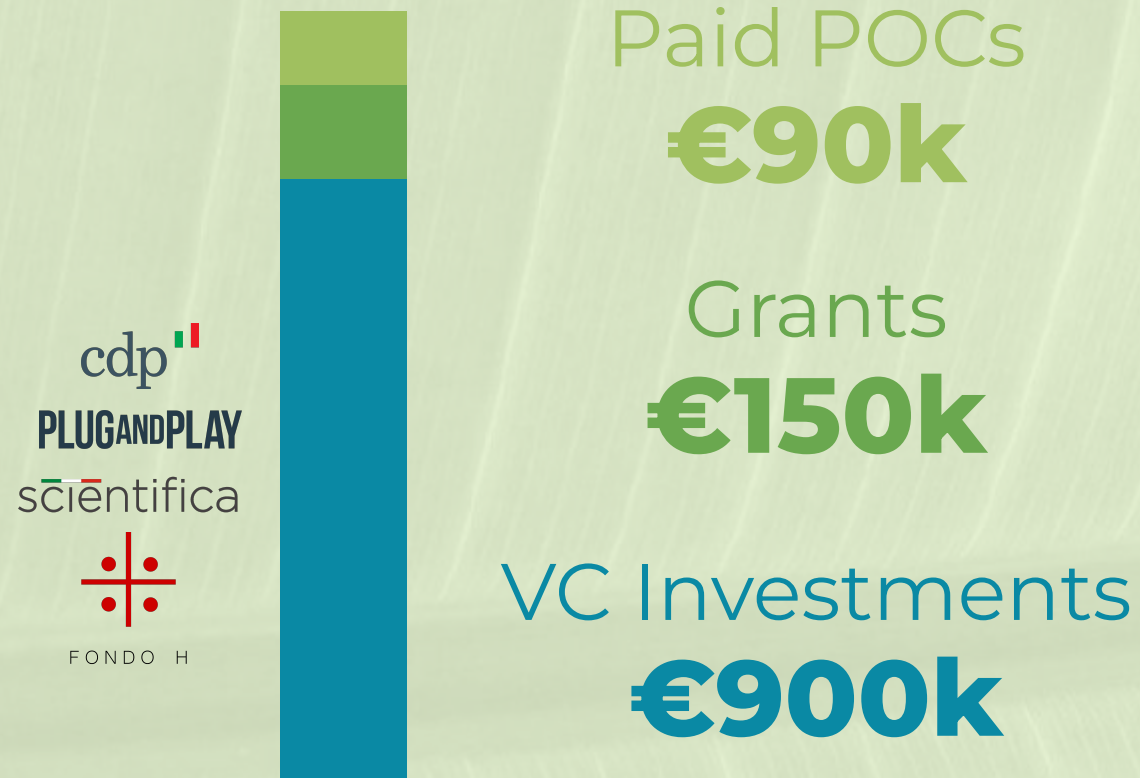 Paid POCs
€90k
Grants
€150k
cdp
PLUGANDPLAY
scientifica
FONDO H
VC Investments
€900k